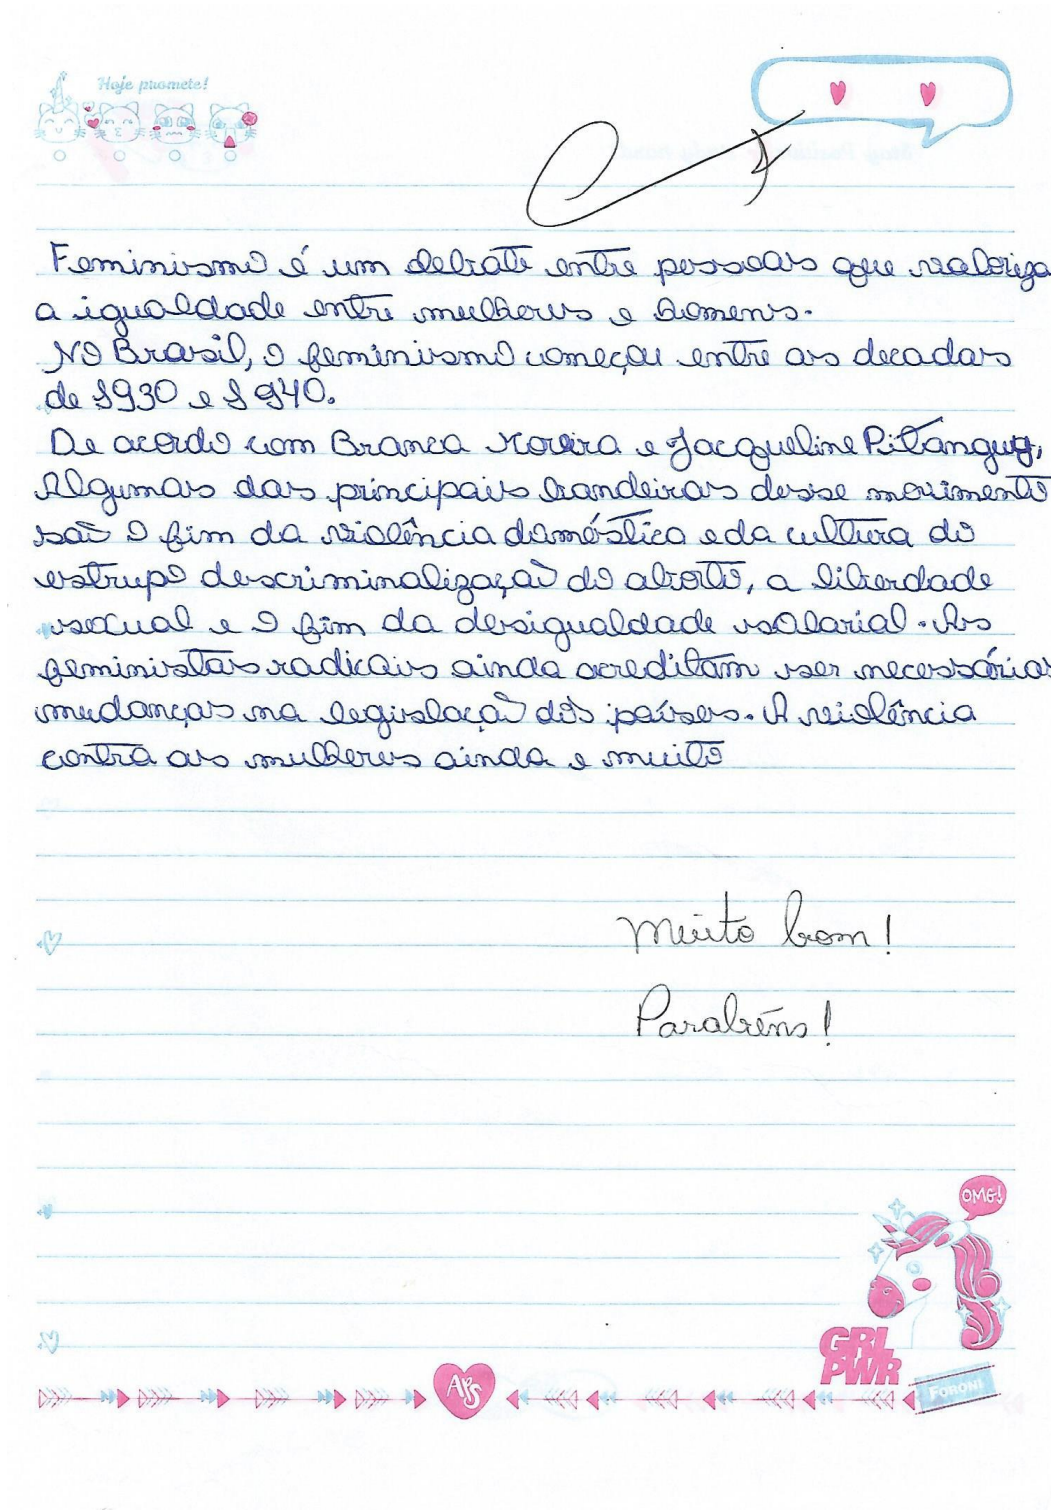 Hoje promete!
Feminismo é um debate entre pessoas que valoriza
a igualdade entre mulheres e homens.
No Brasil, o feminismo começou entre as decadas
de 1930 e 1940.
De acordo com Branca Moreira e Jacqueline Pitanguy,
Algumas das principais bandeiras desse movimento
são o fim da violência doméstica e da cultura do
estrupo descriminalização do aborto, a liberdade
sexual e o fim da desigualdade salarial. As
feministas radicais ainda acreditam ser necessárias
mudanças na legislação dos países. A violência
contra as mulheres ainda e muito
Muito bom!
Parabéns!
OMG!
GRL
PWR
APS
FORONI